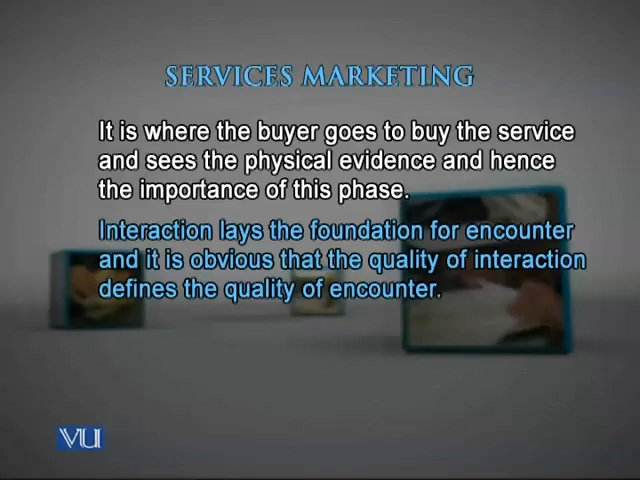 SERVICES MARKETING
It is where the buyer goes to buy the service
and sees the physical evidence and hence
the importance of this phase.
Interaction lays the foundation for encounter
and it is obvious that the quality of interaction
defines the quality of encounter.
VU